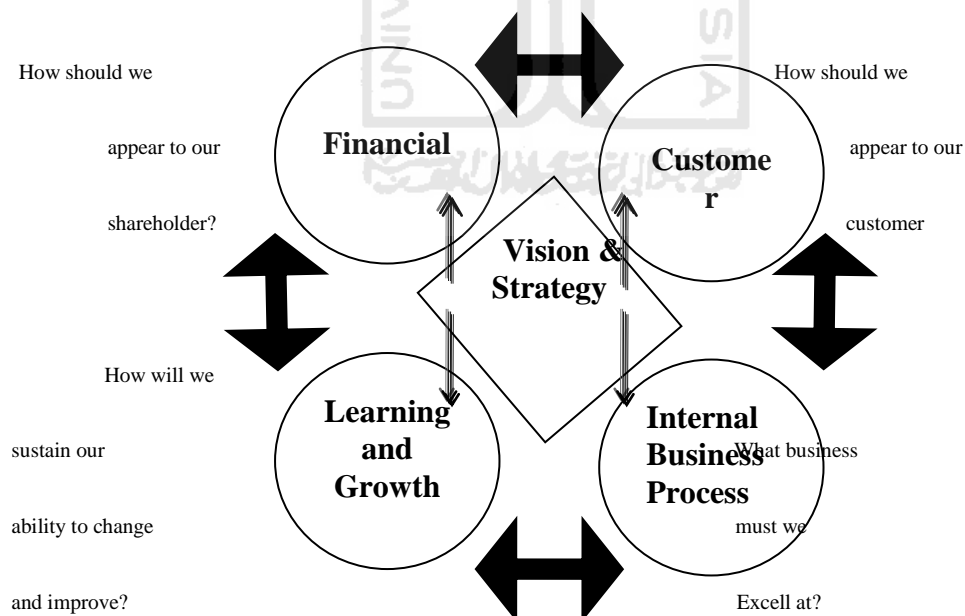 How should we
appear to our
shareholder?
Financial
Custome
r
How should we
appear to our
customer
Vision &
Strategy
How will we
sustain our
ability to change
and improve?
Learning
and
Growth
Internal
Business
Process
What business
must we
Excell at?
UNIV
SIA